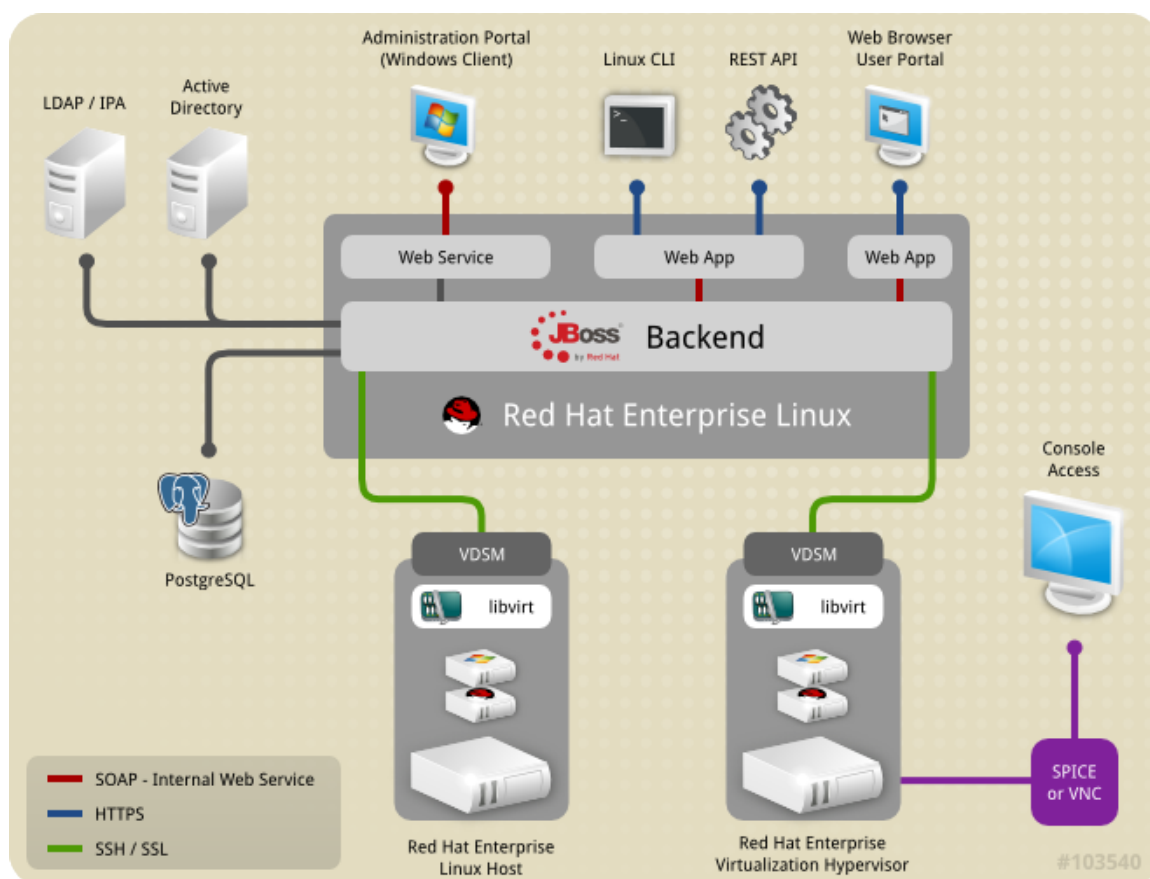 Administration Portal
(Windows Client)
Linux CLI
REST API
Web Browser
User Portal
LDAP / IPA
Active
Directory
>_
Web Service
Web App
Web App
JBoss
by Red Hat
Backend
Red Hat Enterprise Linux
Console
Access
PostgreSQL
VDSM
libvirt
VDSM
libvirt
SPICE
or VNC
SOAP - Internal Web Service
HTTPS
SSH / SSL
Red Hat Enterprise
Linux Host
Red Hat Enterprise
Virtualization Hypervisor
#103540